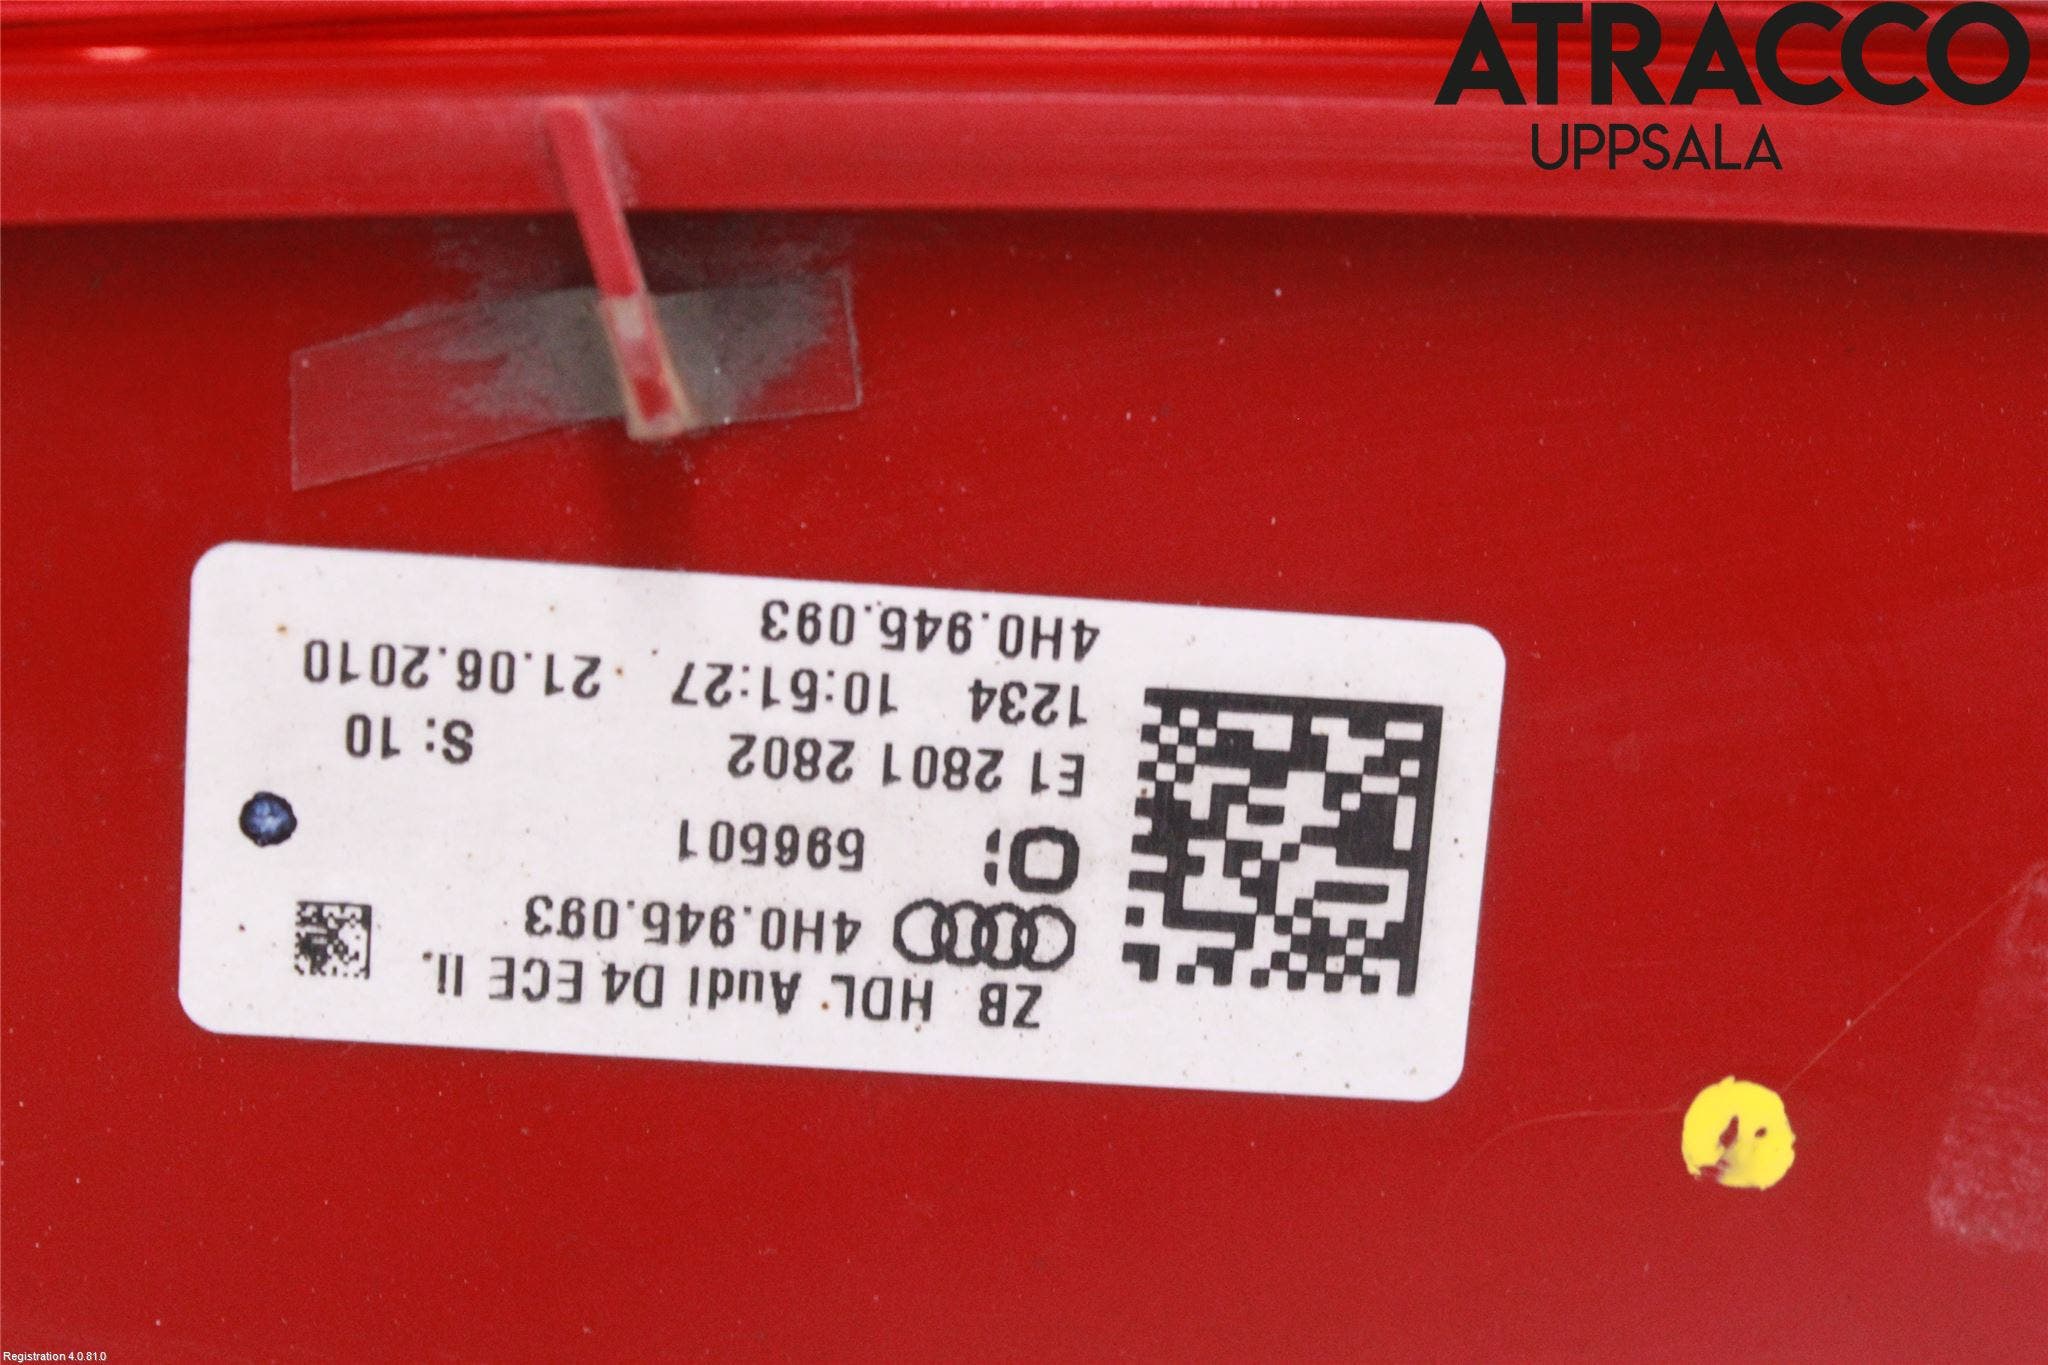 ATRACCO
UPPSALA
ZB HDL Audi D4 ECE li.
4H0.945.093
596501
E1 2801 2802
S: 10
1234 10:51:27 21.06.2010
4H0.945.093
Registration 4.0.81.0